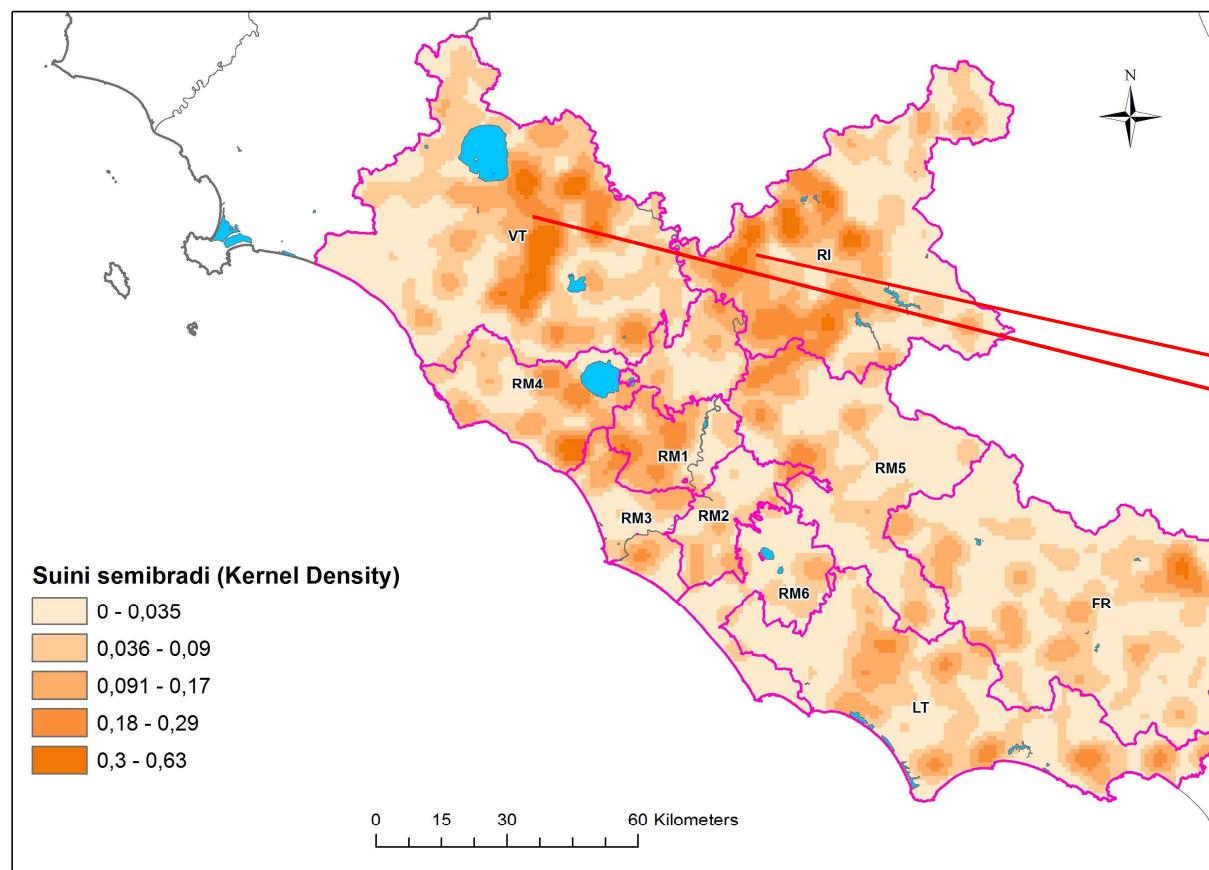 N
VT
RI
RM4
RM1
RM5
RM3
RM2
RM6
FR
LT
Suini semibradi (Kernel Density)
0 - 0,035
0,036 - 0,09
0,091 - 0,17
0,18 - 0,29
0,3 - 0,63
0 15 30 60 Kilometers